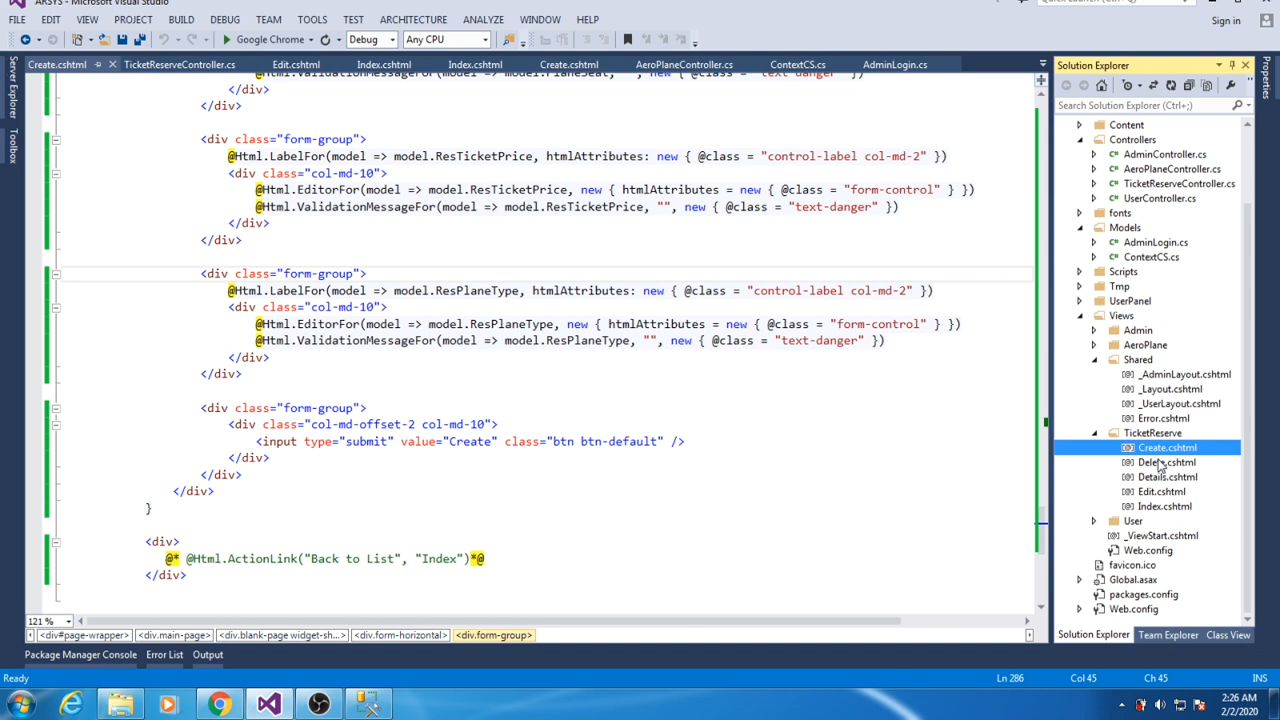 ARSYS - Microsoft Visual Studio
FILE EDIT VIEW PROJECT BUILD DEBUG TEAM TOOLS TEST ARCHITECTURE ANALYZE WINDOW HELP
Sign in
Google Chrome Debug Any CPU
Create.cshtml TicketReserveController.cs Edit.cshtml Index.cshtml Index.cshtml Create.cshtml AeroPlaneController.cs ContextCS.cs AdminLogin.cs
Server Explorer
Toolbox
</div>
</div>
<div class="form-group">
@Html.LabelFor(model => model.ResTicketPrice, htmlAttributes: new { @class = "control-label col-md-2" })
<div class="col-md-10">
@Html.EditorFor(model => model.ResTicketPrice, new { htmlAttributes = new { @class = "form-control" } })
@Html.ValidationMessageFor(model => model.ResTicketPrice, "", new { @class = "text-danger" })
</div>
</div>
<div class="form-group">
@Html.LabelFor(model => model.ResPlaneType, htmlAttributes: new { @class = "control-label col-md-2" })
<div class="col-md-10">
@Html.EditorFor(model => model.ResPlaneType, new { htmlAttributes = new { @class = "form-control" } })
@Html.ValidationMessageFor(model => model.ResPlaneType, "", new { @class = "text-danger" })
</div>
</div>
<div class="form-group">
<div class="col-md-offset-2 col-md-10">
<input type="submit" value="Create" class="btn btn-default" />
</div>
</div>
</div>
}
<div>
@* @Html.ActionLink("Back to List", "Index")*@
</div>
121 %
<div#page-wrapper> <div.main-page> <div.blank-page widget-sh... <div.form-horizontal> <div.form-group>
Solution Explorer
Search Solution Explorer (Ctrl+;)
Content
Controllers
AdminController.cs
AeroPlaneController.cs
TicketReserveController.cs
UserController.cs
fonts
Models
AdminLogin.cs
ContextCS.cs
Scripts
Tmp
UserPanel
Views
Admin
AeroPlane
Shared
_AdminLayout.cshtml
_Layout.cshtml
_UserLayout.cshtml
Error.cshtml
TicketReserve
Create.cshtml
Delete.cshtml
Details.cshtml
Edit.cshtml
Index.cshtml
User
_ViewStart.cshtml
Web.config
favicon.ico
Global.asax
packages.config
Web.config
Solution Explorer Team Explorer Class View
Properties
Package Manager Console Error List Output
Ready Ln 286 Col 45 Ch 45 INS
2:26 AM
2/2/2020